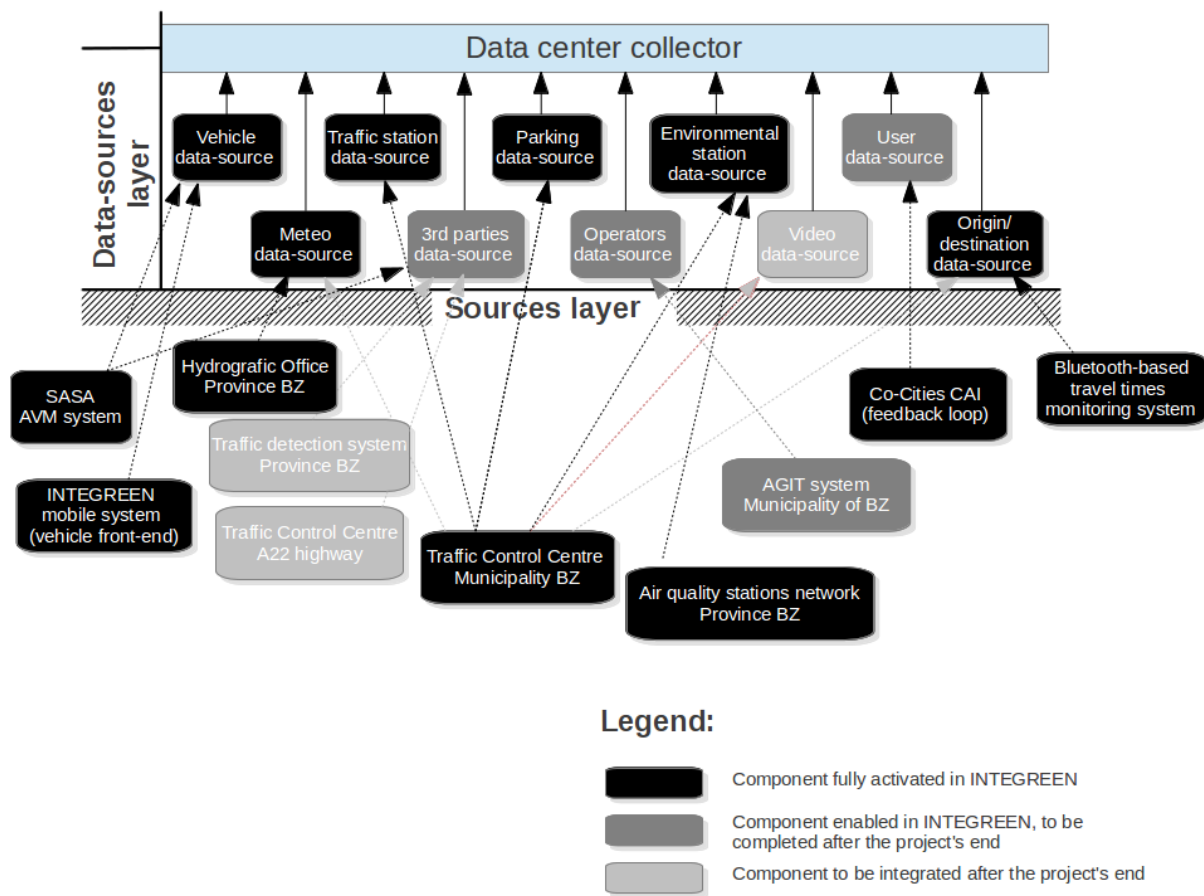 Data center collector
Data-sources
layer
Vehicle
data-source
Traffic station
data-source
Parking
data-source
Environmental
station
data-source
User
data-source
Meteo
data-source
3rd parties
data-source
Operators
data-source
Video
data-source
Origin/
destination
data-source
Sources layer
Hydrografic Office
Province BZ
SASA
AVM system
Co-Cities CAI
(feedback loop)
Bluetooth-based
travel times
monitoring system
Traffic detection system
Province BZ
INTEGREEN
mobile system
(vehicle front-end)
AGIT system
Municipality of BZ
Traffic Control Centre
A22 highway
Traffic Control Centre
Municipality BZ
Air quality stations network
Province BZ
Legend:
Component fully activated in INTEGREEN
Component enabled in INTEGREEN, to be
completed after the project's end
Component to be integrated after the project's end